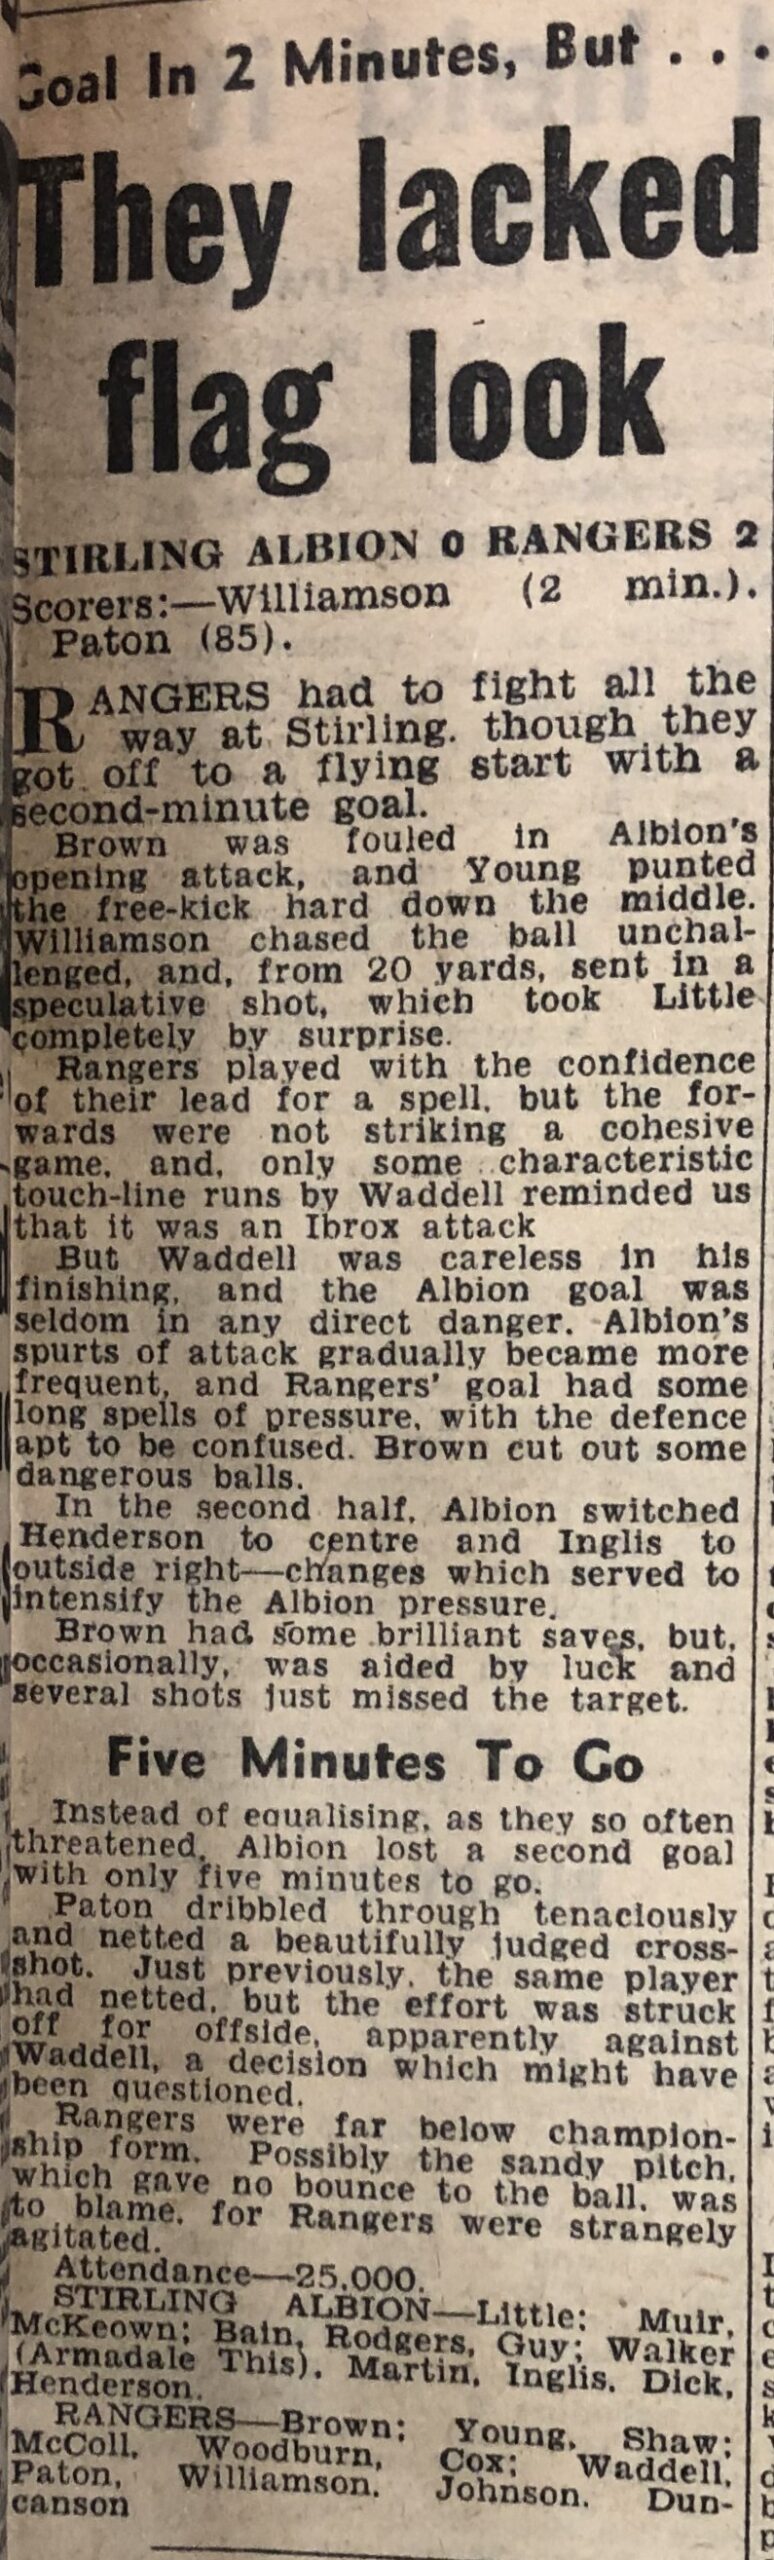 Goal In 2 Minutes, But . . .
They lacked
flag look
STIRLING ALBION 0 RANGERS 2
Scorers:—Williamson (2 min.).
Paton (85).
RANGERS had to fight all the
way at Stirling. though they
got off to a flying start with a
second-minute goal.
Brown was fouled in Albion's
opening attack, and Young punted
the free-kick hard down the middle.
Williamson chased the ball unchal-
lenged, and, from 20 yards, sent in a
speculative shot, which took Little
completely by surprise.
Rangers played with the confidence
of their lead for a spell, but the for-
wards were not striking a cohesive
game, and, only some characteristic
touch-line runs by Waddell reminded us
that it was an Ibrox attack
But Waddell was careless in his
finishing, and the Albion goal was
seldom in any direct danger. Albion's
spurts of attack gradually became more
frequent, and Rangers' goal had some
long spells of pressure, with the defence
apt to be confused. Brown cut out some
dangerous balls.
In the second half, Albion switched
Henderson to centre and Inglis to
outside right—changes which served to
intensify the Albion pressure.
Brown had some brilliant saves, but,
occasionally, was aided by luck and
several shots just missed the target.
Five Minutes To Go
Instead of equalising, as they so often
threatened, Albion lost a second goal
with only five minutes to go.
Paton dribbled through tenaciously
and netted a beautifully judged cross-
shot. Just previously, the same player
had netted, but the effort was struck
off for offside, apparently against
Waddell, a decision which might have
been questioned.
Rangers were far below champion-
ship form. Possibly the sandy pitch,
which gave no bounce to the ball, was
to blame, for Rangers were strangely
agitated.
Attendance—25,000.
STIRLING ALBION—Little; Muir,
McKeown; Bain, Rodgers, Guy; Walker
(Armadale This), Martin, Inglis, Dick,
Henderson.
RANGERS—Brown; Young, Shaw;
McColl, Woodburn, Cox; Waddell,
Paton, Williamson, Johnson, Dun-
canson